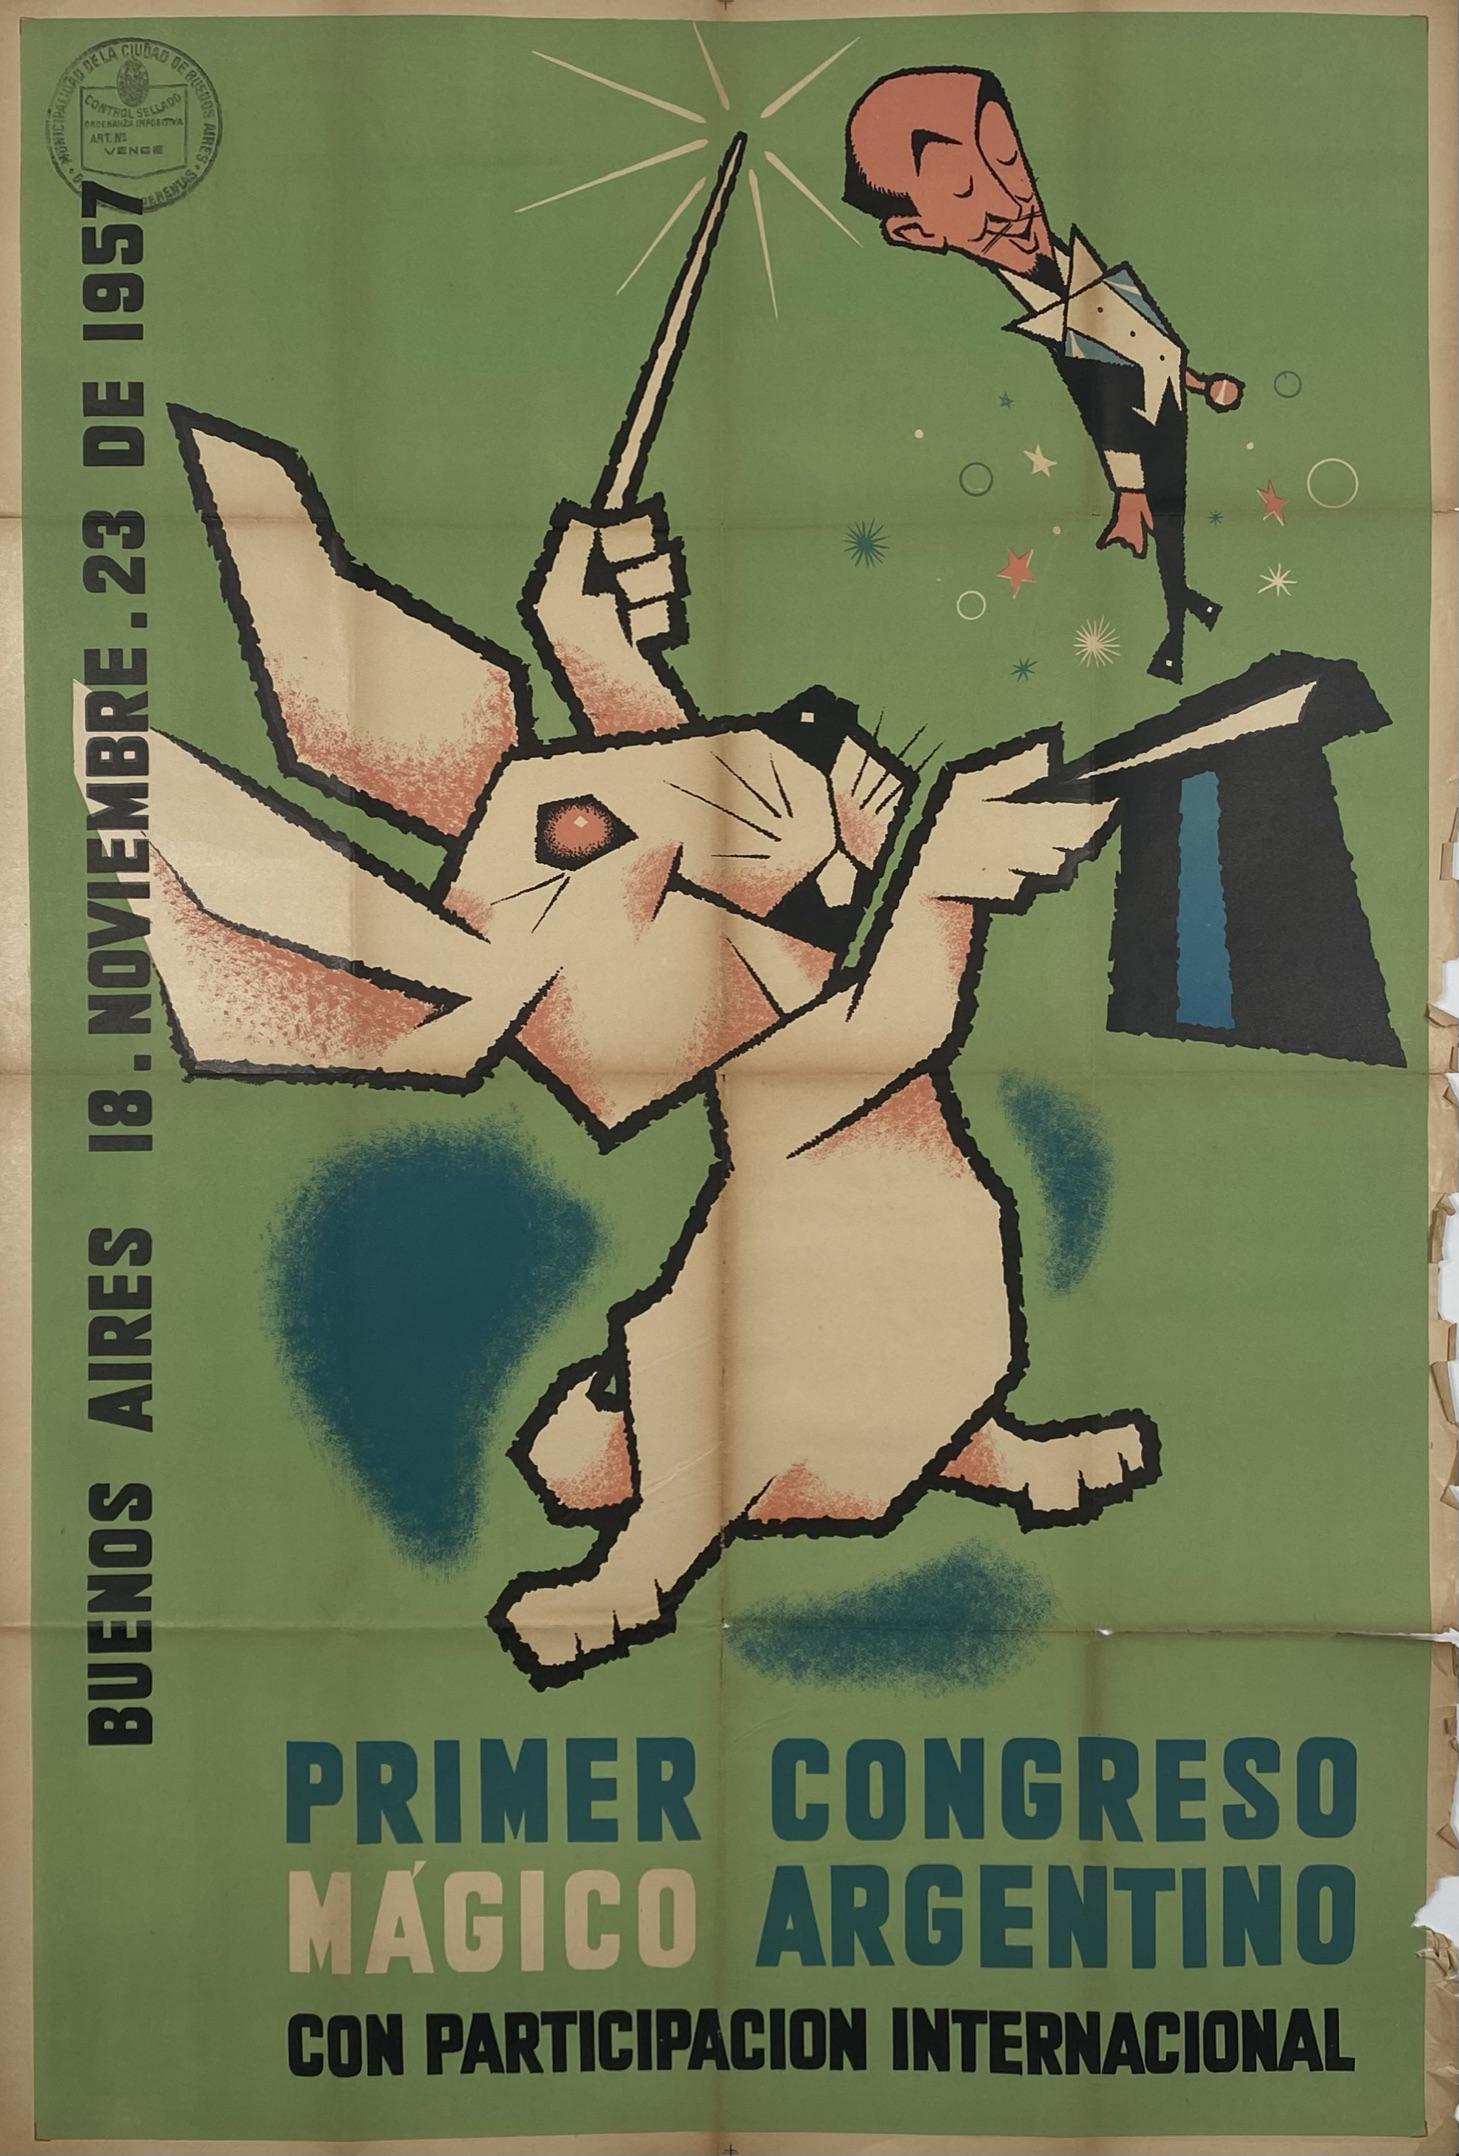 MUNICIPALIDAD DE LA CIUDAD DE BUENOS AIRES
CONTROL SELLADO
ORDENANZA IMPOSITIVA
ART. Nº
VENCE
BUENOS AIRES 18. NOVIEMBRE. 23 DE 1957
PRIMER CONGRESO
MÁGICO ARGENTINO
CON PARTICIPACION INTERNACIONAL